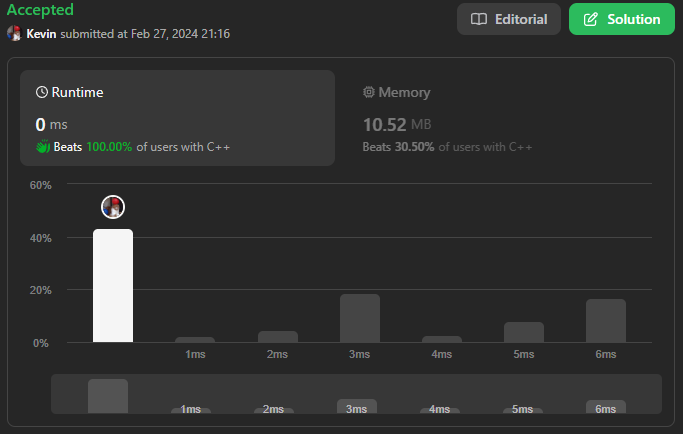 Accepted
Editorial
Solution
Kevin submitted at Feb 27, 2024 21:16
Runtime
Memory
0 ms
10.52 MB
Beats 100.00% of users with C++
Beats 30.50% of users with C++
60%
40%
20%
0%
1ms 2ms 3ms 4ms 5ms 6ms
1ms 2ms 3ms 4ms 5ms 6ms